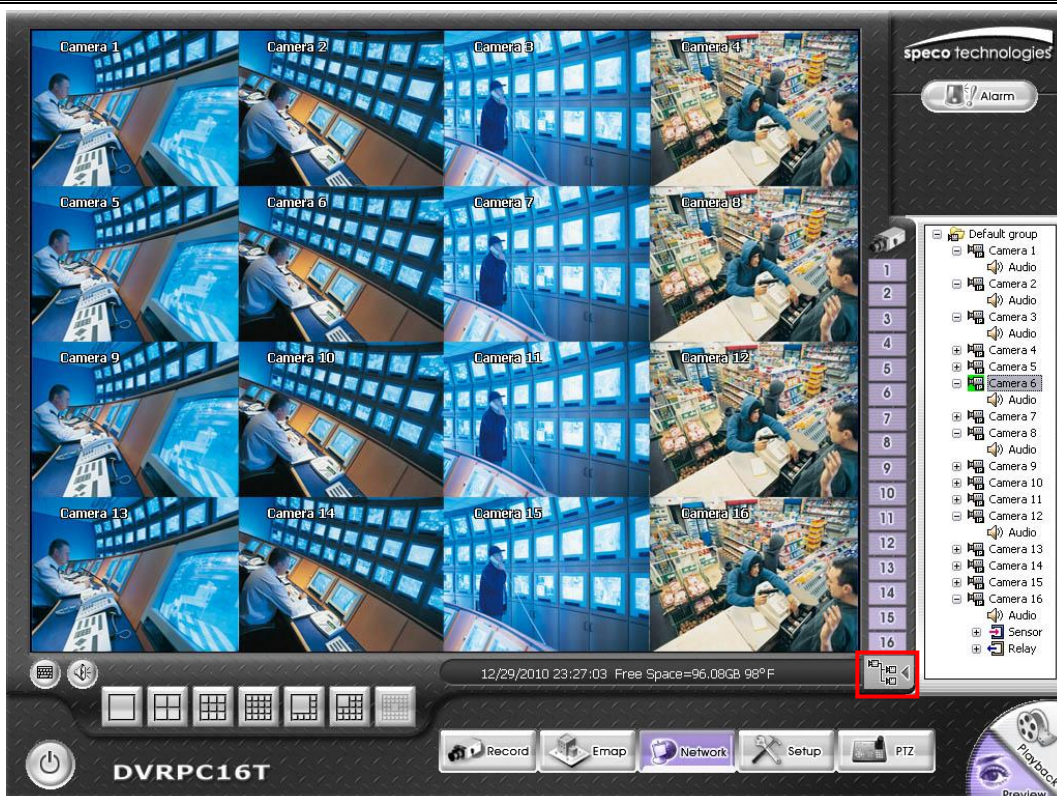 Camera 1
Camera 2
Camera 3
Camera 4
Camera 5
Camera 6
Camera 7
Camera 8
Camera 9
Camera 10
Camera 11
Camera 12
Camera 13
Camera 14
Camera 15
Camera 16
speco technologies
Alarm
1
2
3
4
5
6
7
8
9
10
11
12
13
14
15
16
Default group
Camera 1
Audio
Camera 2
Audio
Camera 3
Audio
Camera 4
Camera 5
Camera 6
Audio
Camera 7
Camera 8
Audio
Camera 9
Camera 10
Camera 11
Camera 12
Audio
Camera 13
Camera 14
Camera 15
Camera 16
Audio
Sensor
Relay
12/29/2010 23:27:03 Free Space=96.08GB 98°F
DVRPC16T
Record
Emap
Network
Setup
PTZ
Playback
Preview